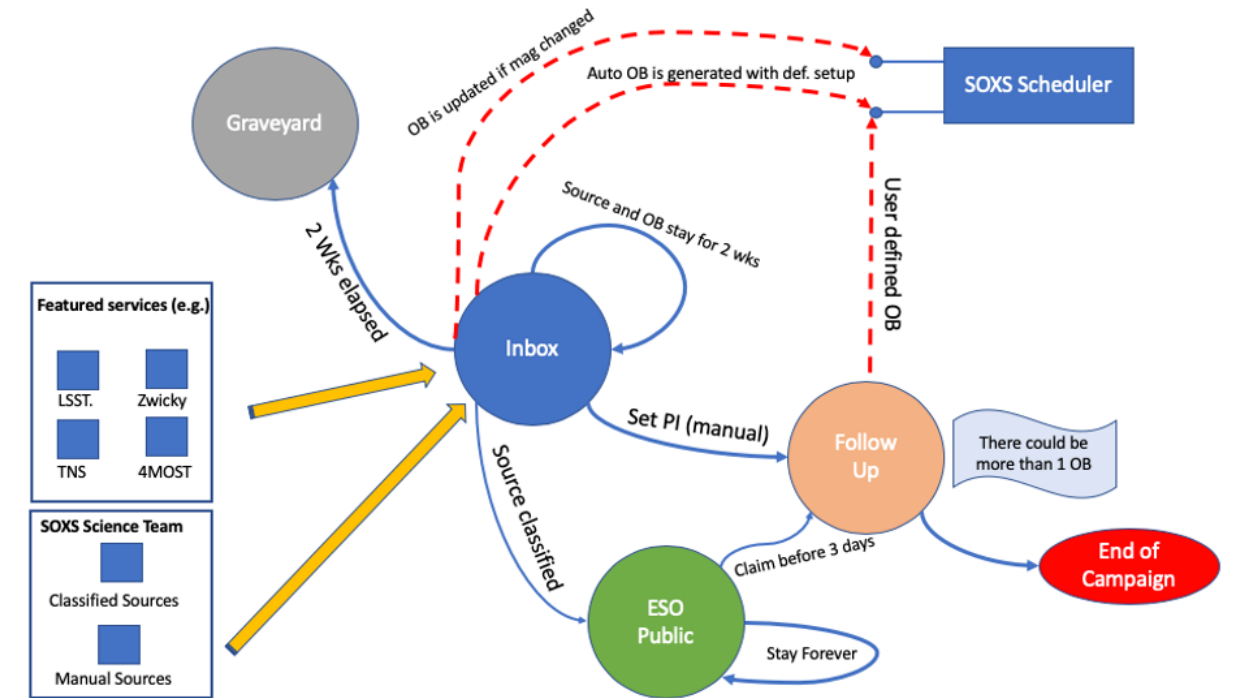 OB is updated if mag changed
Auto OB is generated with def. setup
SOXS Scheduler
Graveyard
Source and OB stay for 2 wks
2 Wks elapsed
User defined OB
Featured services (e.g.)
LSST.
Zwicky
TNS
4MOST
Inbox
Set PI (manual)
Follow
Up
There could be
more than 1 OB
SOXS Science Team
Classified Sources
Manual Sources
Source classified
Claim before 3 days
End of
Campaign
ESO
Public
Stay Forever